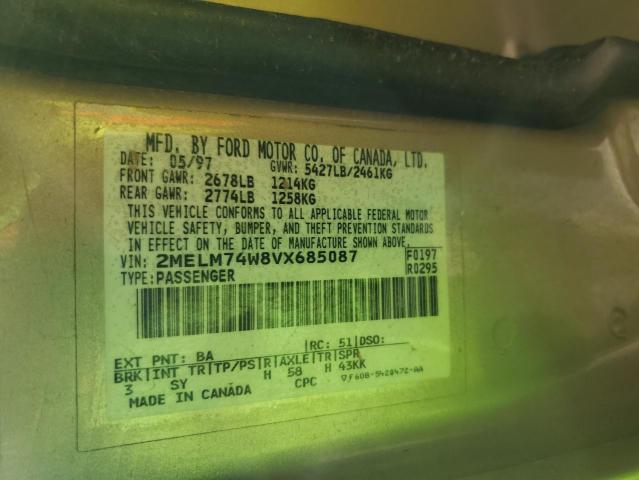 MFD. BY FORD MOTOR CO. OF CANADA, LTD.
DATE: 05/97 GVWR: 5427LB/2461KG
FRONT GAWR: 2678LB 1214KG
REAR GAWR: 2774LB 1258KG
THIS VEHICLE CONFORMS TO ALL APPLICABLE FEDERAL MOTOR
VEHICLE SAFETY, BUMPER, AND THEFT PREVENTION STANDARDS
IN EFFECT ON THE DATE OF MANUFACTURE SHOWN ABOVE.
VIN: 2MELM74W8VX685087 F0197
TYPE: PASSENGER R0295
EXT PNT: BA RC: 51 DSO:
BRK INT TR TP/PS R AXLE TR SPR
3 SY H 58 H 43KK
MADE IN CANADA CPC F60B-5420472-AA